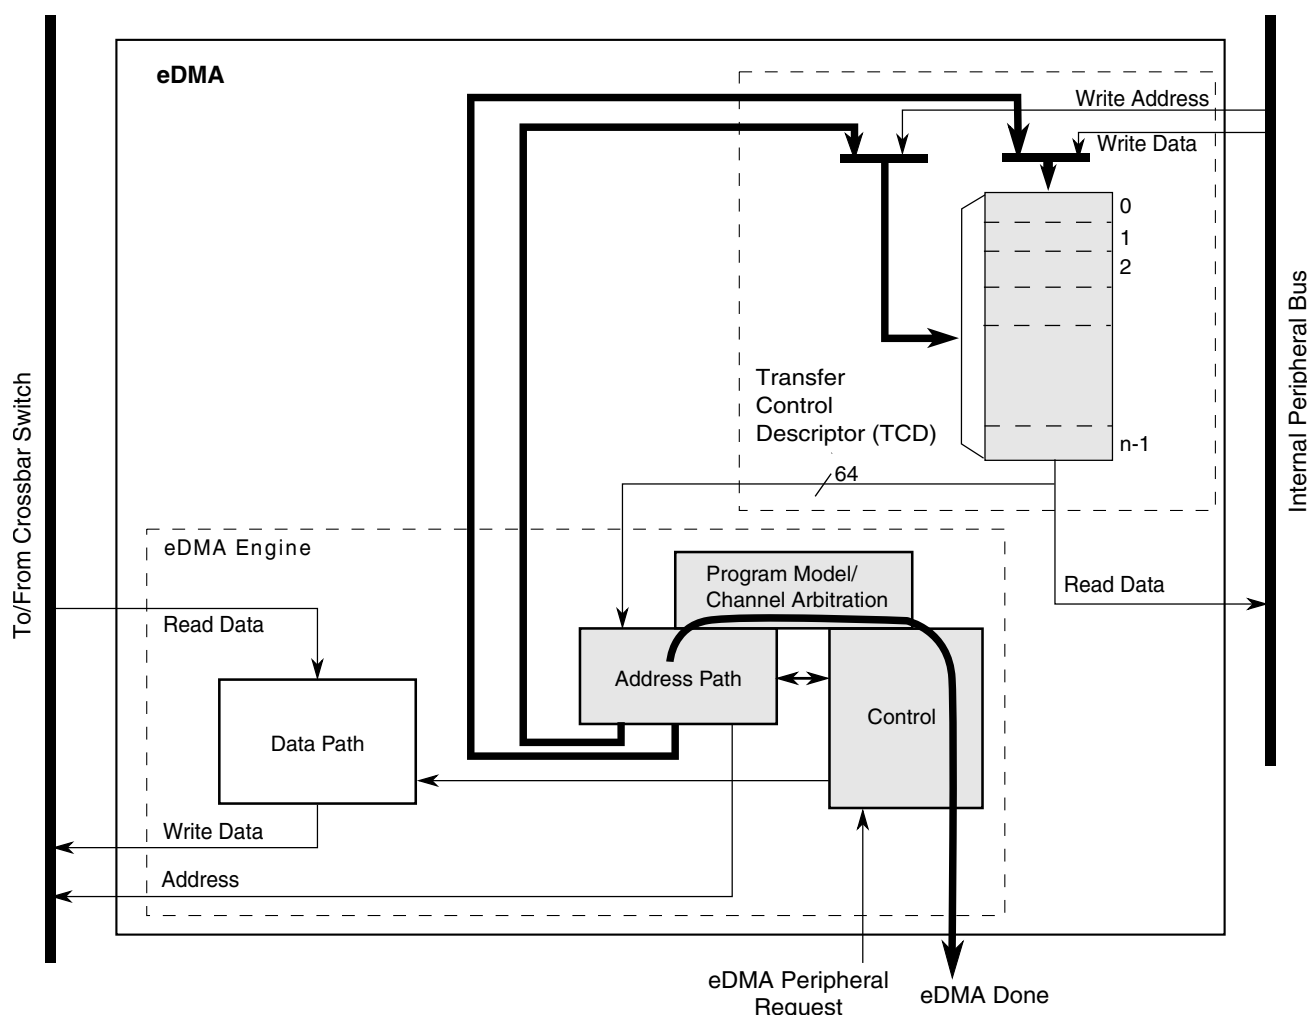 eDMA
Write Address
Write Data
0
1
2
n-1
Transfer
Control
Descriptor (TCD)
64
Internal Peripheral Bus
To/From Crossbar Switch
eDMA Engine
Program Model/
Channel Arbitration
Read Data
Read Data
Address Path
Control
Data Path
Write Data
Address
eDMA Peripheral
Request
eDMA Done